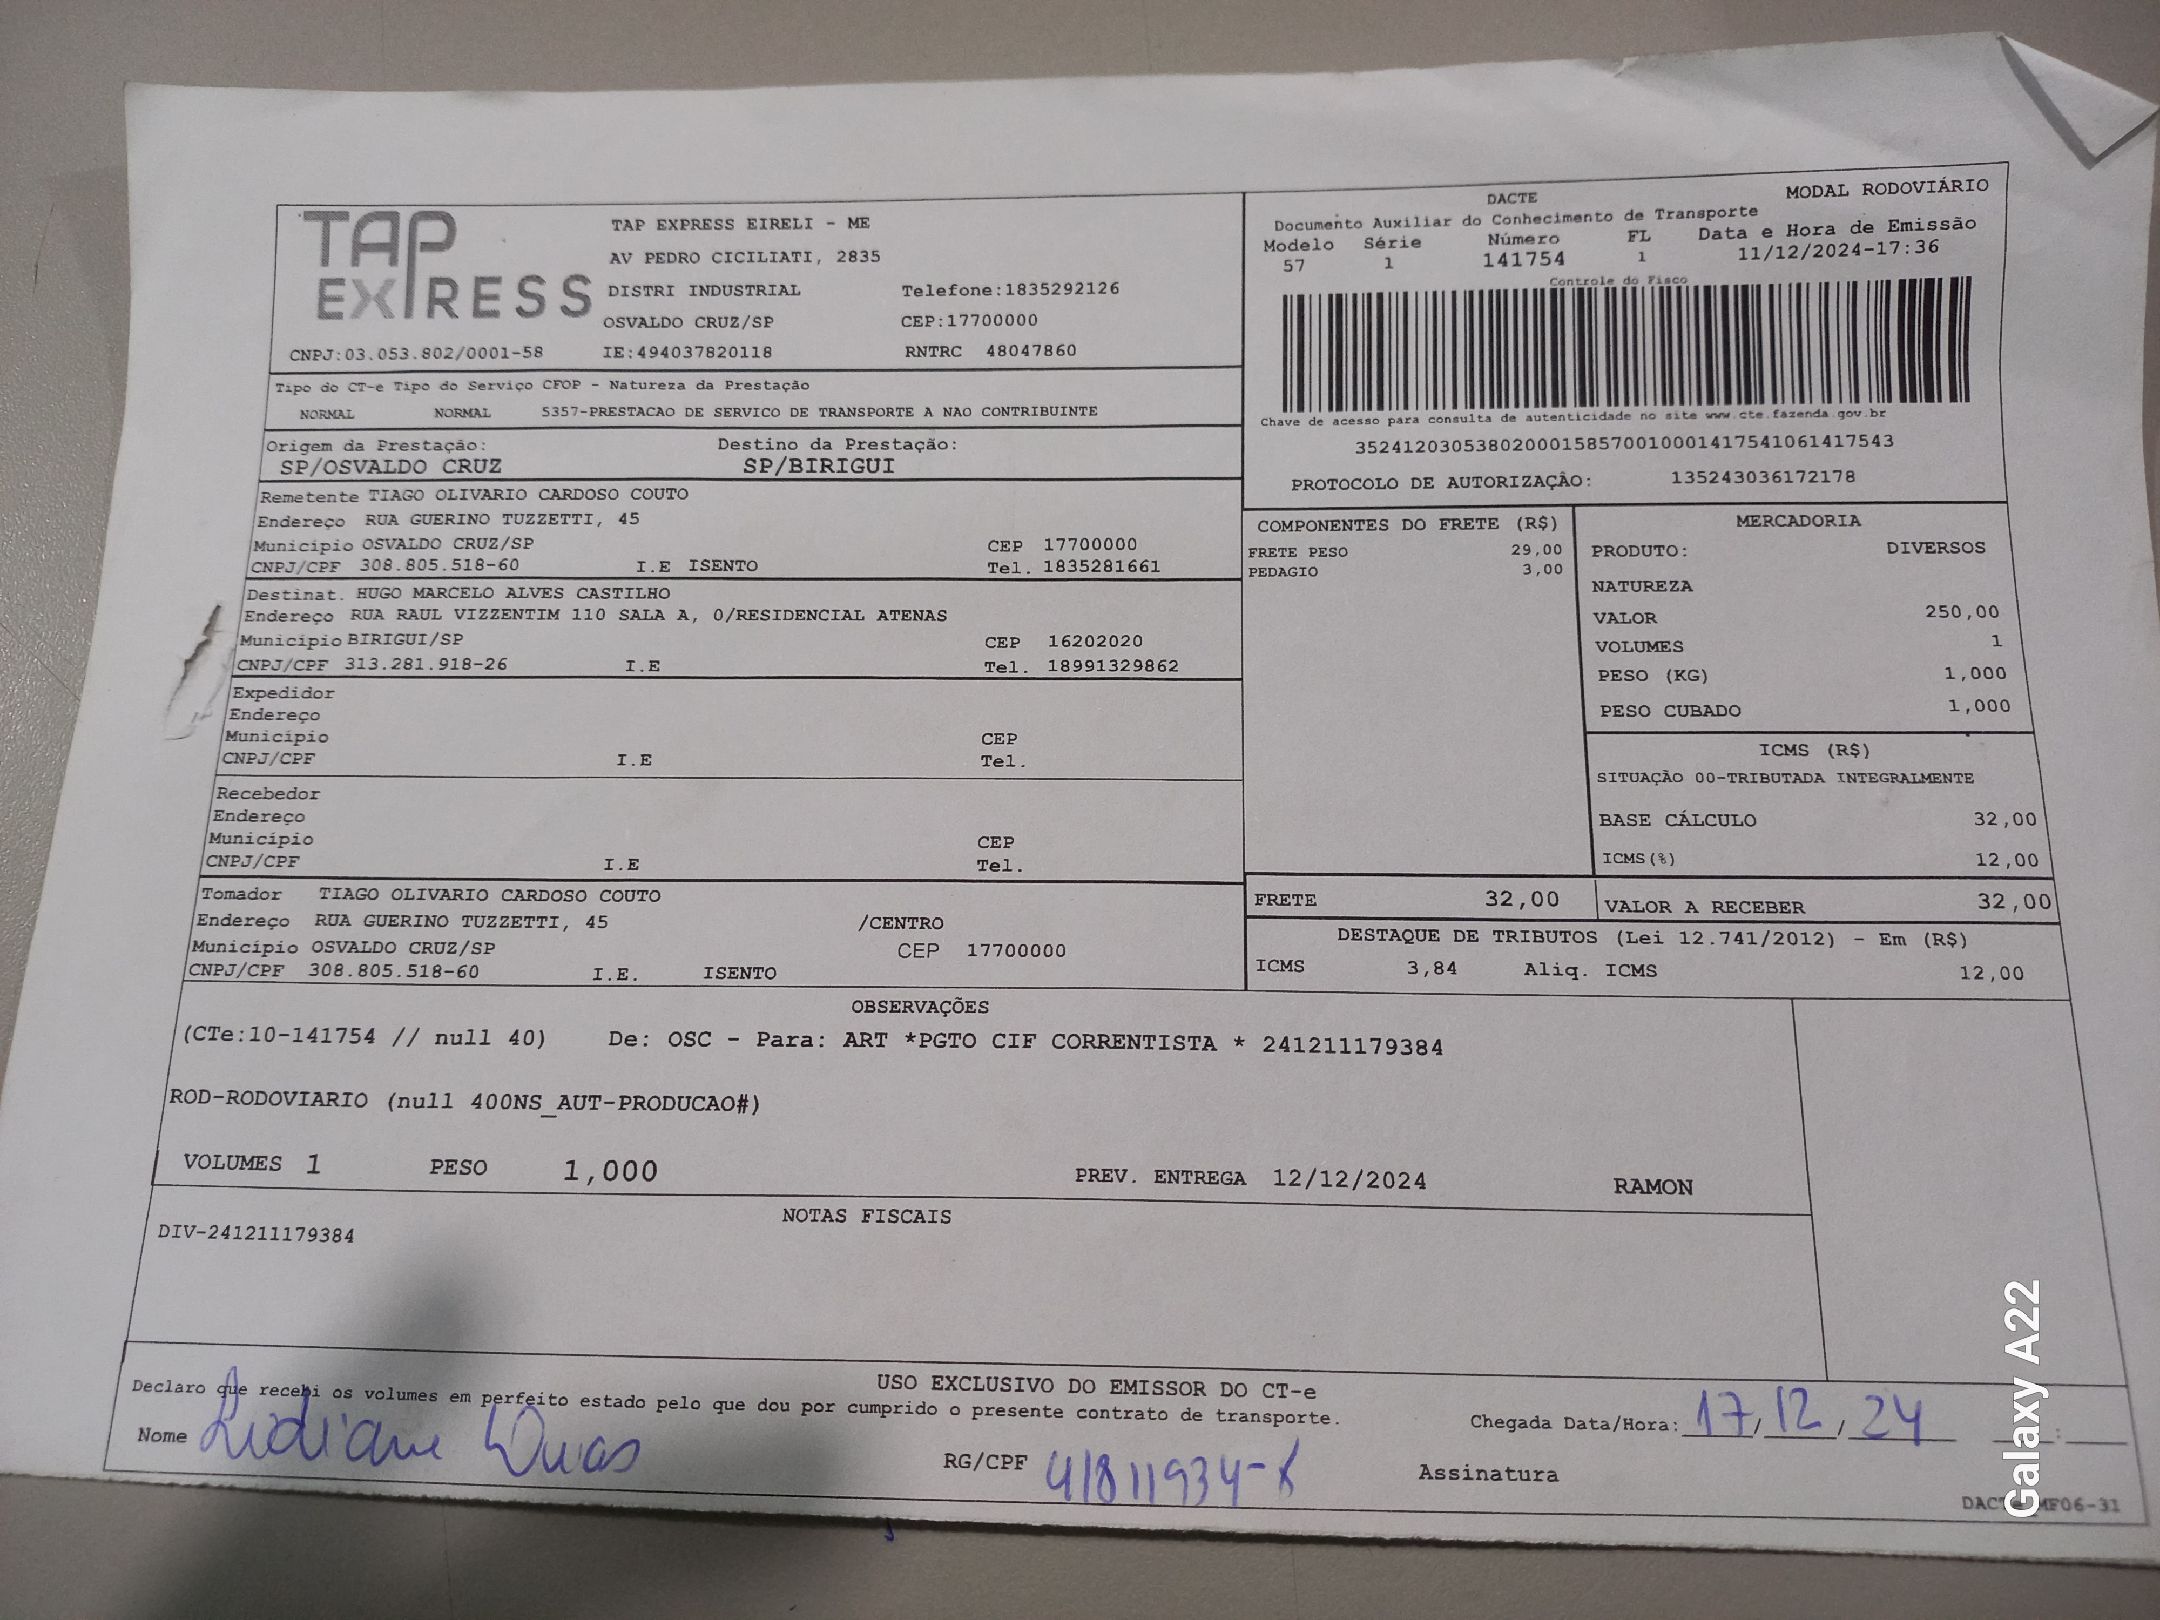 TAP EXPRESS
TAP EXPRESS EIRELI - ME
AV PEDRO CICILIATI, 2835
DISTRI INDUSTRIAL Telefone:1835292126
OSVALDO CRUZ/SP CEP:17700000
CNPJ:03.053.802/0001-58 IE:494037820118 RNTRC 48047860
DACTE MODAL RODOVIÁRIO
Documento Auxiliar do Conhecimento de Transporte
Modelo Série Número FL Data e Hora de Emissão
57 1 141754 1 11/12/2024-17:36
Controle do Fisco
Chave de acesso para consulta de autenticidade no site www.cte.fazenda.gov.br
35241203053802000158570010001417541061417543
PROTOCOLO DE AUTORIZAÇÂO: 135243036172178
Tipo do CT-e Tipo do Serviço CFOP - Natureza da Prestação
NORMAL NORMAL 5357-PRESTACAO DE SERVICO DE TRANSPORTE A NAO CONTRIBUINTE
Origem da Prestação: Destino da Prestação:
SP/OSVALDO CRUZ SP/BIRIGUI
Remetente TIAGO OLIVARIO CARDOSO COUTO
Endereço RUA GUERINO TUZZETTI, 45
Município OSVALDO CRUZ/SP CEP 17700000
CNPJ/CPF 308.805.518-60 I.E ISENTO Tel. 1835281661
Destinat. HUGO MARCELO ALVES CASTILHO
Endereço RUA RAUL VIZZENTIM 110 SALA A, 0/RESIDENCIAL ATENAS
Município BIRIGUI/SP CEP 16202020
CNPJ/CPF 313.281.918-26 I.E Tel. 18991329862
Expedidor
Endereço
Município CEP
CNPJ/CPF I.E Tel.
Recebedor
Endereço
Município CEP
CNPJ/CPF I.E Tel.
Tomador TIAGO OLIVARIO CARDOSO COUTO
Endereço RUA GUERINO TUZZETTI, 45 /CENTRO
Município OSVALDO CRUZ/SP CEP 17700000
CNPJ/CPF 308.805.518-60 I.E. ISENTO
COMPONENTES DO FRETE (R$)
FRETE PESO 29,00
PEDAGIO 3,00
MERCADORIA
PRODUTO: DIVERSOS
NATUREZA
VALOR 250,00
VOLUMES 1
PESO (KG) 1,000
PESO CUBADO 1,000
ICMS (R$)
SITUAÇÃO 00-TRIBUTADA INTEGRALMENTE
BASE CÁLCULO 32,00
ICMS(%) 12,00
FRETE 32,00 VALOR A RECEBER 32,00
DESTAQUE DE TRIBUTOS (Lei 12.741/2012) - Em (R$)
ICMS 3,84 Aliq. ICMS 12,00
OBSERVAÇÕES
(CTe:10-141754 // null 40) De: OSC - Para: ART *PGTO CIF CORRENTISTA * 241211179384
ROD-RODOVIARIO (null 400NS_AUT-PRODUCAO#)
VOLUMES 1 PESO 1,000 PREV. ENTREGA 12/12/2024 RAMON
NOTAS FISCAIS
DIV-241211179384
USO EXCLUSIVO DO EMISSOR DO CT-e
Declaro que recebi os volumes em perfeito estado pelo que dou por cumprido o presente contrato de transporte.
Chegada Data/Hora: 17/12/24 :
Nome Lidiane RG/CPF 41811934-X Assinatura
MF06-31
Galaxy A22